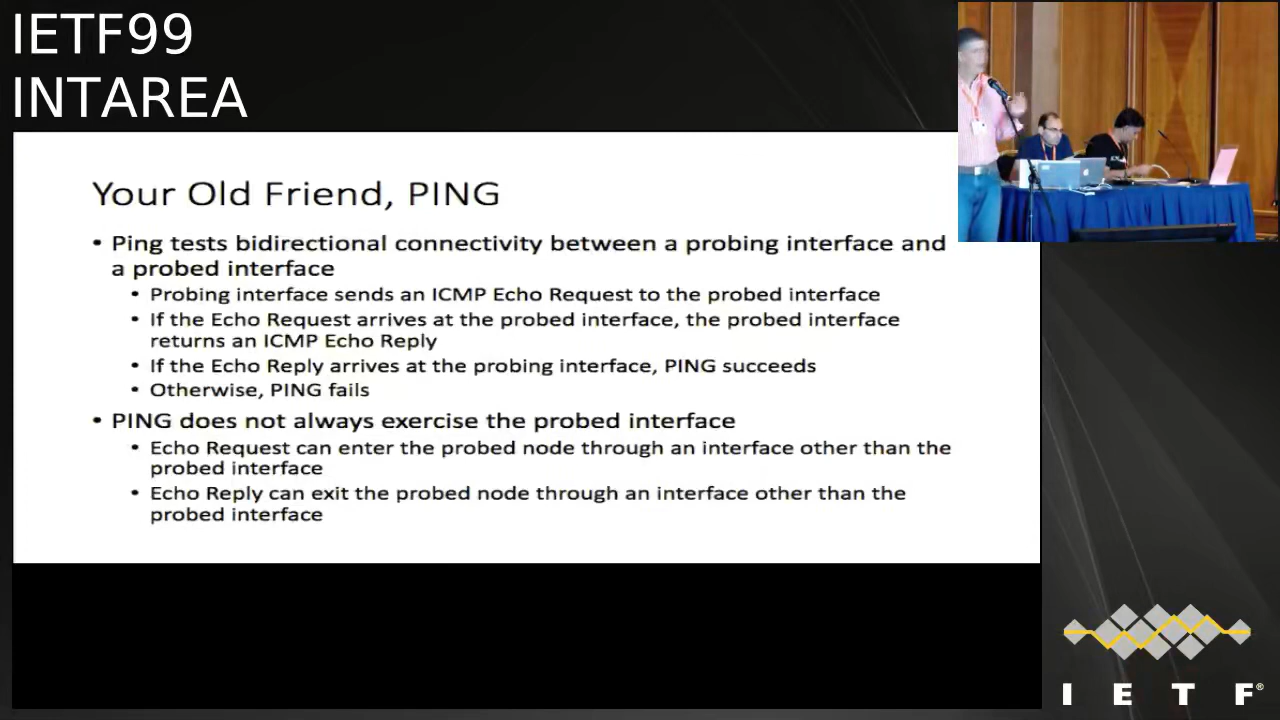 IETF99
INTAREA
Your Old Friend, PING
• Ping tests bidirectional connectivity between a probing interface and
a probed interface
• Probing interface sends an ICMP Echo Request to the probed interface
• If the Echo Request arrives at the probed interface, the probed interface
returns an ICMP Echo Reply
• If the Echo Reply arrives at the probing interface, PING succeeds
• Otherwise, PING fails
• PING does not always exercise the probed interface
• Echo Request can enter the probed node through an interface other than the
probed interface
• Echo Reply can exit the probed node through an interface other than the
probed interface
I E T F®